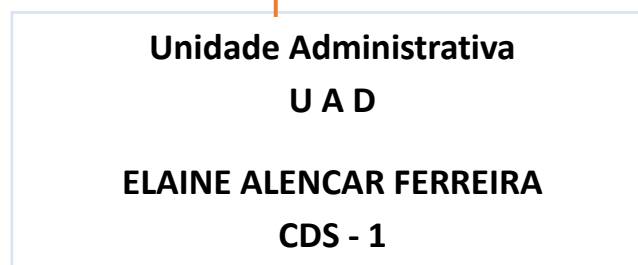 Unidade Administrativa
U A D
ELAINE ALENCAR FERREIRA
CDS - 1